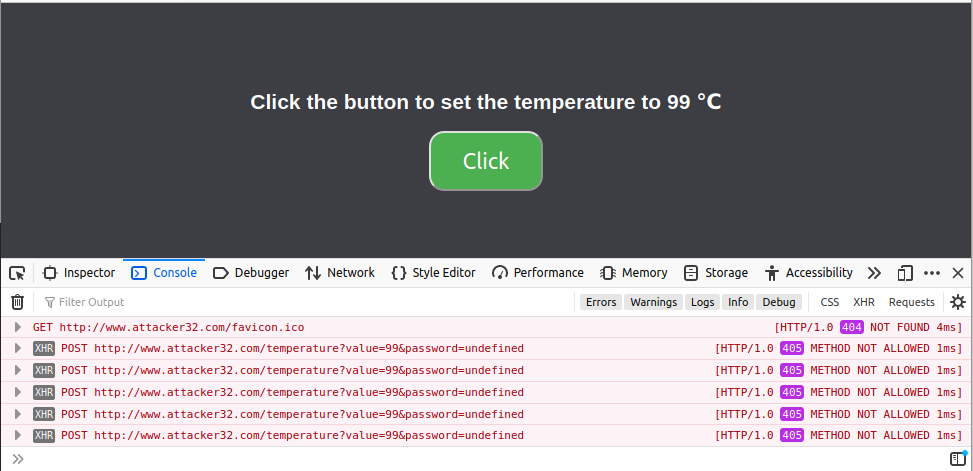 Click the button to set the temperature to 99 °C
Click
Inspector Console Debugger Network Style Editor Performance Memory Storage Accessibility
Filter Output Errors Warnings Logs Info Debug CSS XHR Requests
GET http://www.attacker32.com/favicon.ico [HTTP/1.0 404 NOT FOUND 4ms]
XHR POST http://www.attacker32.com/temperature?value=99&password=undefined [HTTP/1.0 405 METHOD NOT ALLOWED 1ms]
XHR POST http://www.attacker32.com/temperature?value=99&password=undefined [HTTP/1.0 405 METHOD NOT ALLOWED 1ms]
XHR POST http://www.attacker32.com/temperature?value=99&password=undefined [HTTP/1.0 405 METHOD NOT ALLOWED 1ms]
XHR POST http://www.attacker32.com/temperature?value=99&password=undefined [HTTP/1.0 405 METHOD NOT ALLOWED 1ms]
XHR POST http://www.attacker32.com/temperature?value=99&password=undefined [HTTP/1.0 405 METHOD NOT ALLOWED 1ms]